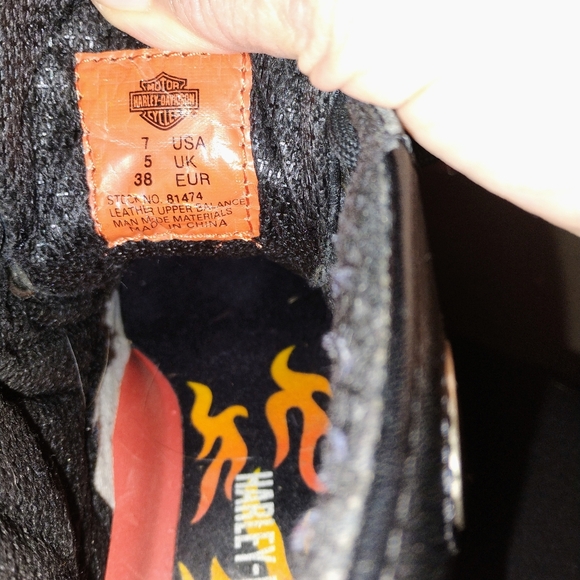 MOTOR
HARLEY-DAVIDSON
CYCLES
7 USA
5 UK
38 EUR
STOCK NO. 81474
LEATHER UPPER-BALANCE
MAN MADE MATERIALS
MADE IN CHINA
HARLEY-